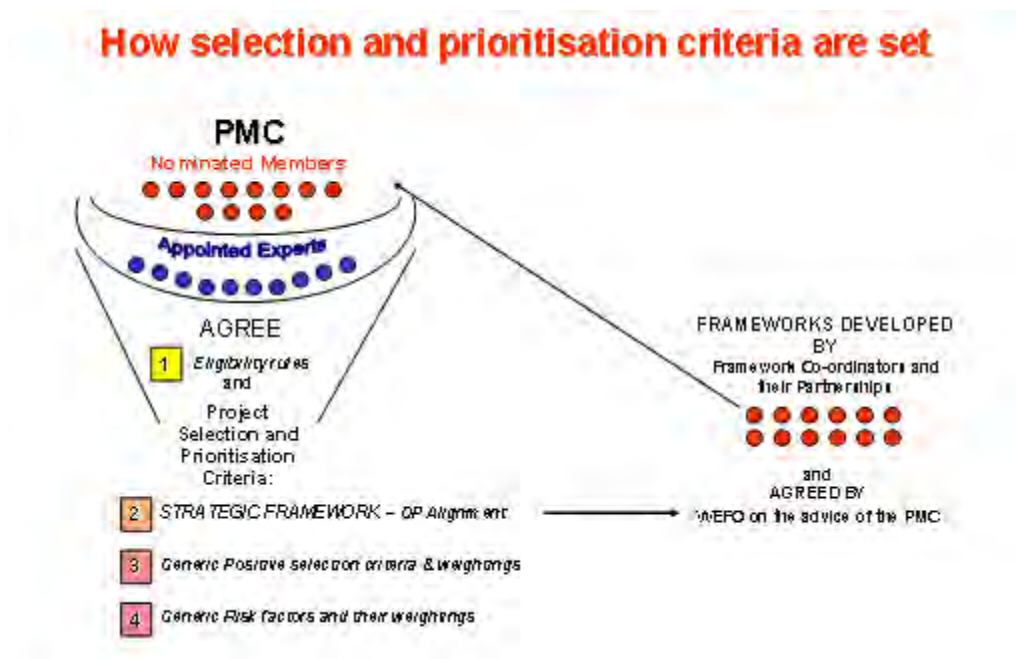 How selection and prioritisation criteria are set
PMC
Nominated Members
Appointed Experts
AGREE
1 Eligibility rules
and
Project
Selection and
Prioritisation
Criteria:
2 STRATEGIC FRAMEWORK – OP Alignment
3 Generic Positive selection criteria & weightings
4 Generic Risk factors and their weightings
FRAMEWORKS DEVELOPED
BY
Framework Co-ordinators and
their Partnerships
and
AGREED BY
WEFO on the advice of the PMC